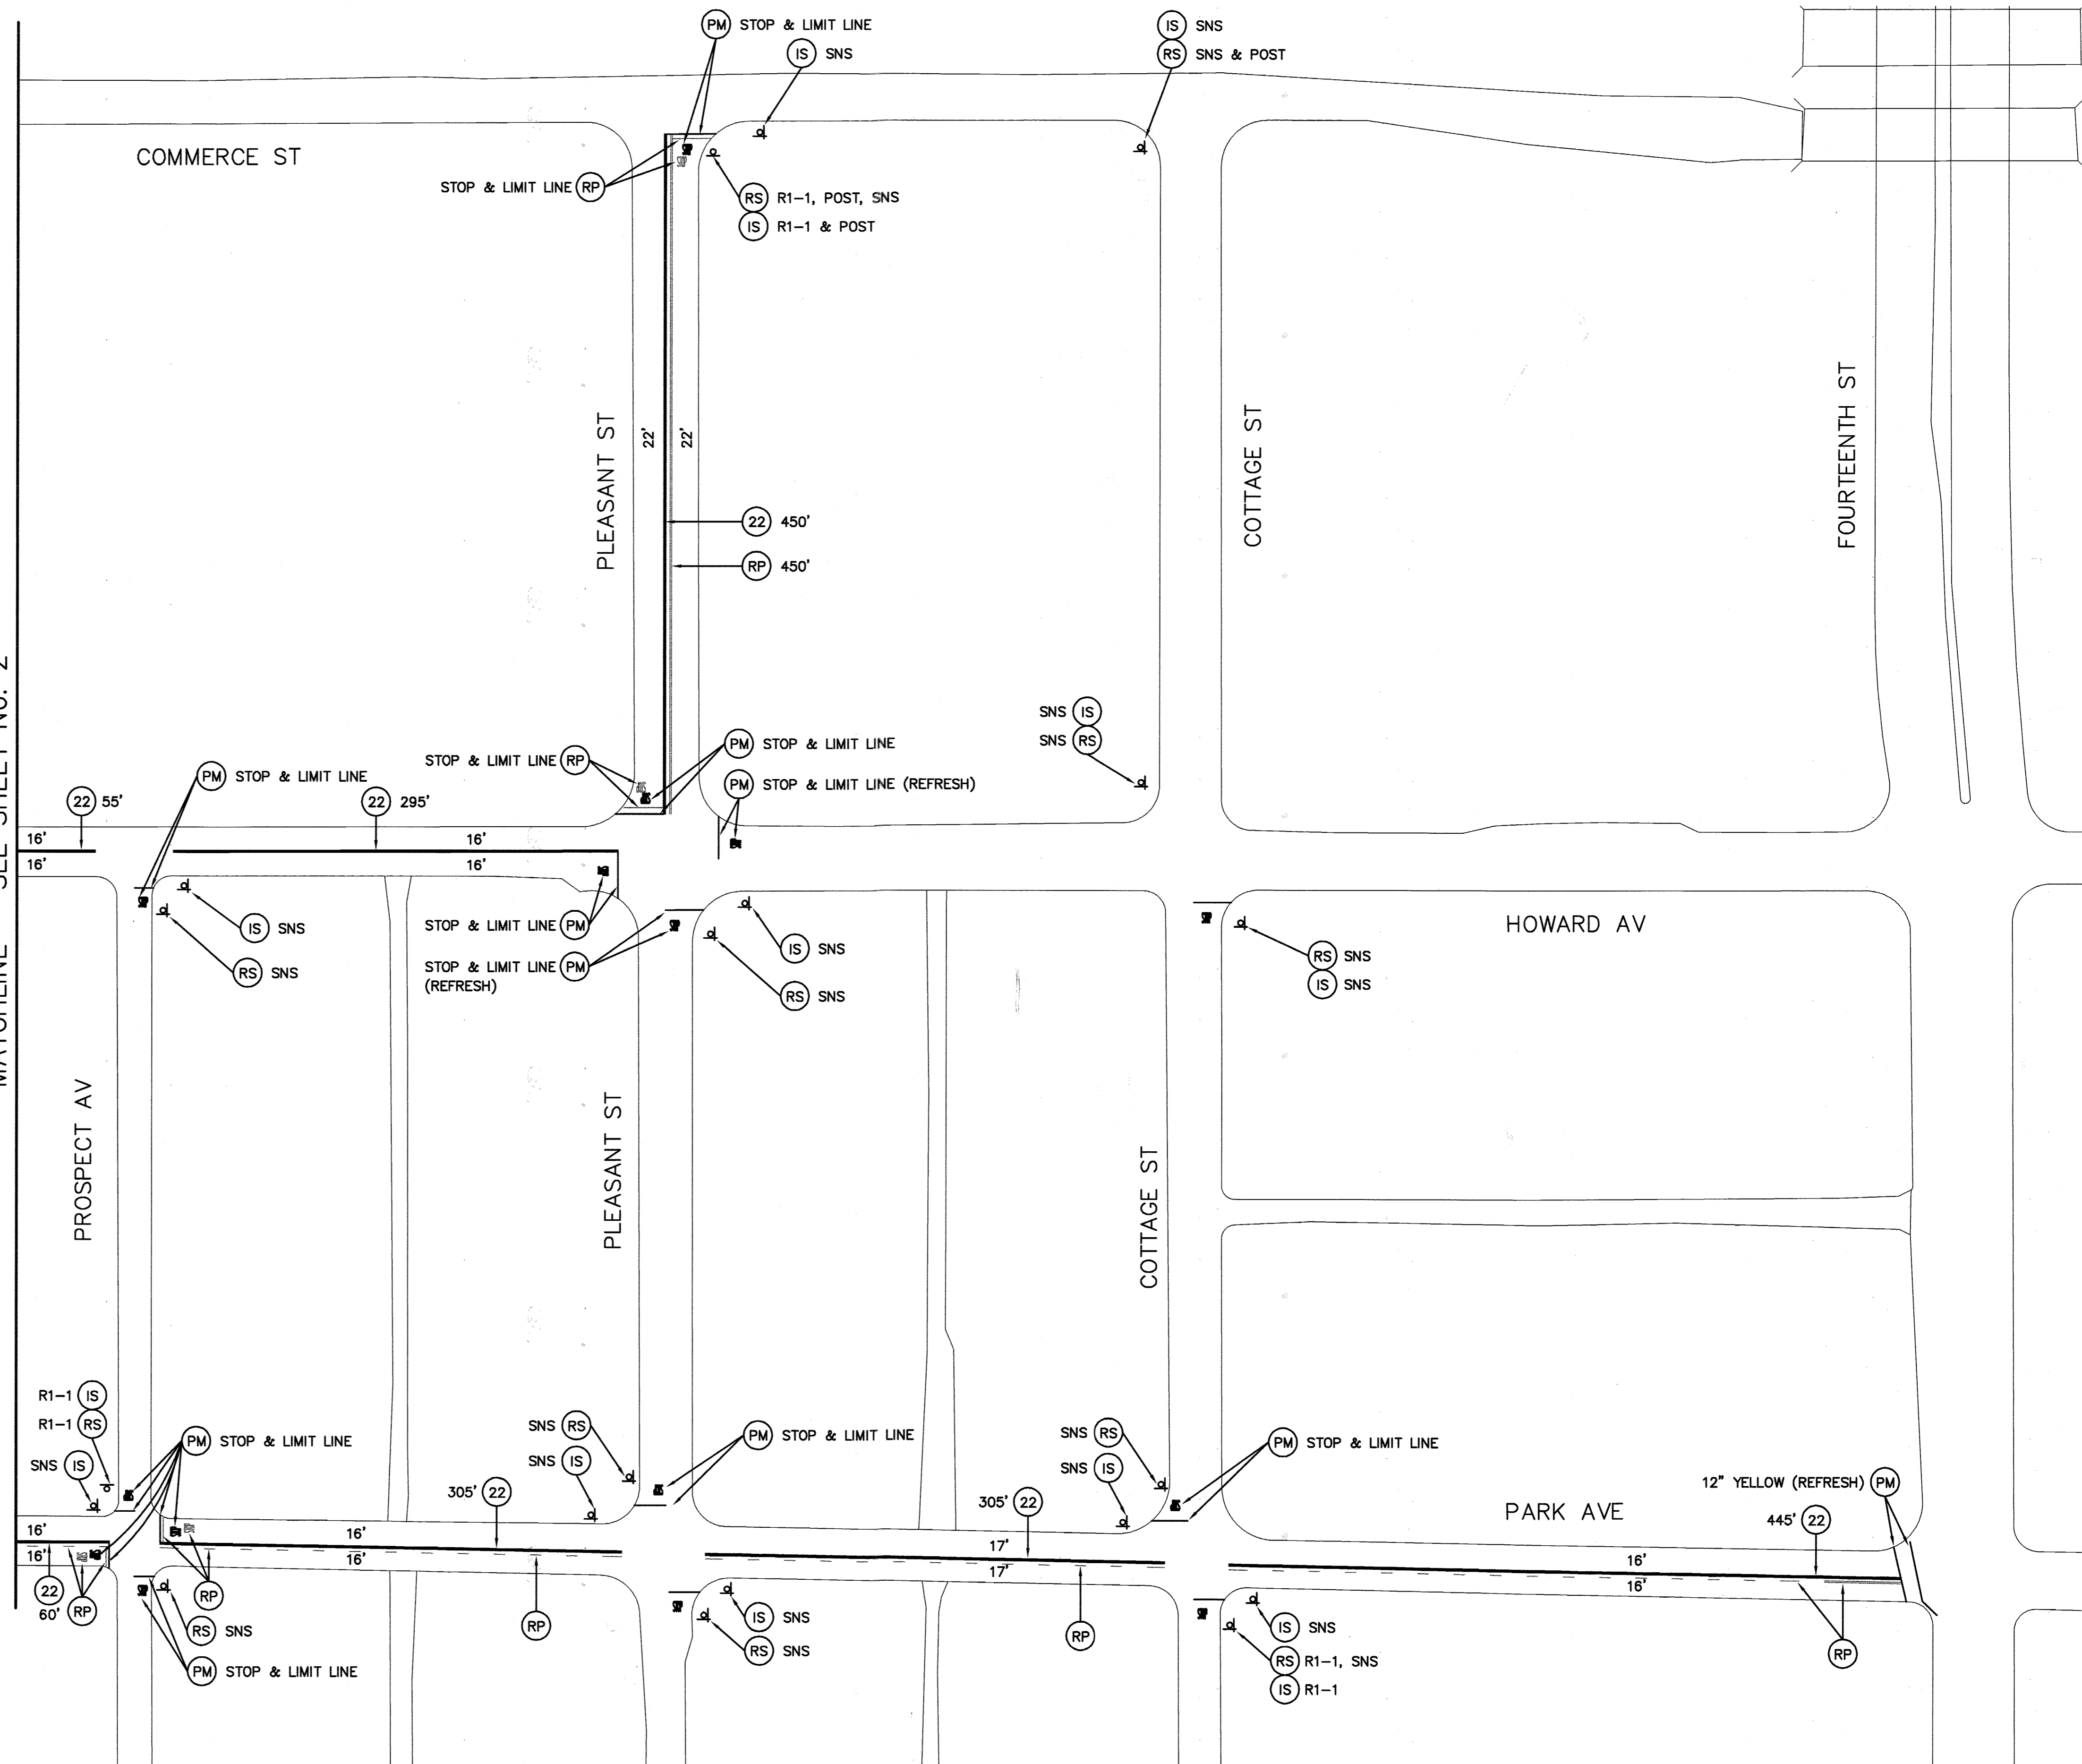 PM STOP & LIMIT LINE
IS SNS
IS SNS
RS SNS & POST
COMMERCE ST
STOP & LIMIT LINE RP
RS R1-1, POST, SNS
IS R1-1 & POST
PLEASANT ST
22'
22'
COTTAGE ST
FOURTEENTH ST
22 450'
RP 450'
MATCHLINE SEE SHEET NO. 2
SNS IS
SNS RS
STOP & LIMIT LINE RP
PM STOP & LIMIT LINE
PM STOP & LIMIT LINE
PM STOP & LIMIT LINE (REFRESH)
22 55'
22 295'
16'
16'
16'
16'
IS SNS
RS SNS
STOP & LIMIT LINE PM
STOP & LIMIT LINE PM
(REFRESH)
IS SNS
RS SNS
HOWARD AV
RS SNS
IS SNS
PROSPECT AV
PLEASANT ST
COTTAGE ST
R1-1 IS
R1-1 RS
SNS IS
PM STOP & LIMIT LINE
SNS RS
SNS IS
PM STOP & LIMIT LINE
SNS RS
SNS IS
PM STOP & LIMIT LINE
12" YELLOW (REFRESH) PM
305' 22
305' 22
PARK AVE
445' 22
16'
16'
16'
16'
17'
17'
16'
16'
22
60'
RP
RP
RP
RP
RP
RS SNS
PM STOP & LIMIT LINE
IS SNS
RS SNS
IS SNS
RS R1-1, SNS
IS R1-1